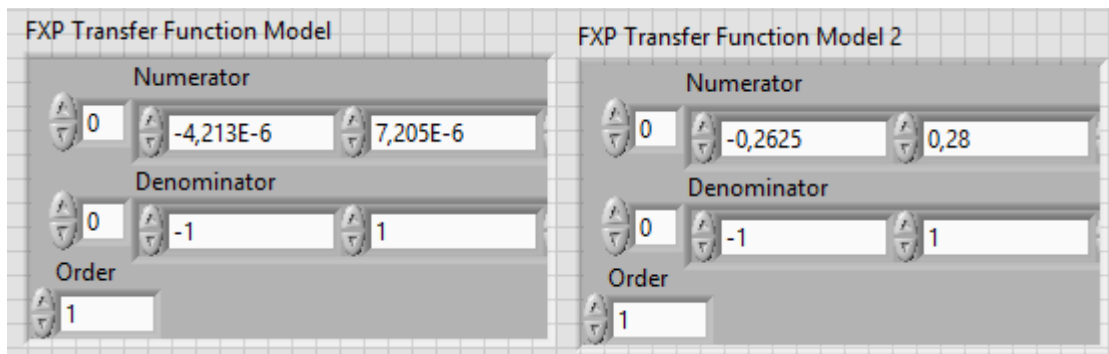 FXP Transfer Function Model
Numerator
0 -4,213E-6 7,205E-6
Denominator
0 -1 1
Order
1
FXP Transfer Function Model 2
Numerator
0 -0,2625 0,28
Denominator
0 -1 1
Order
1